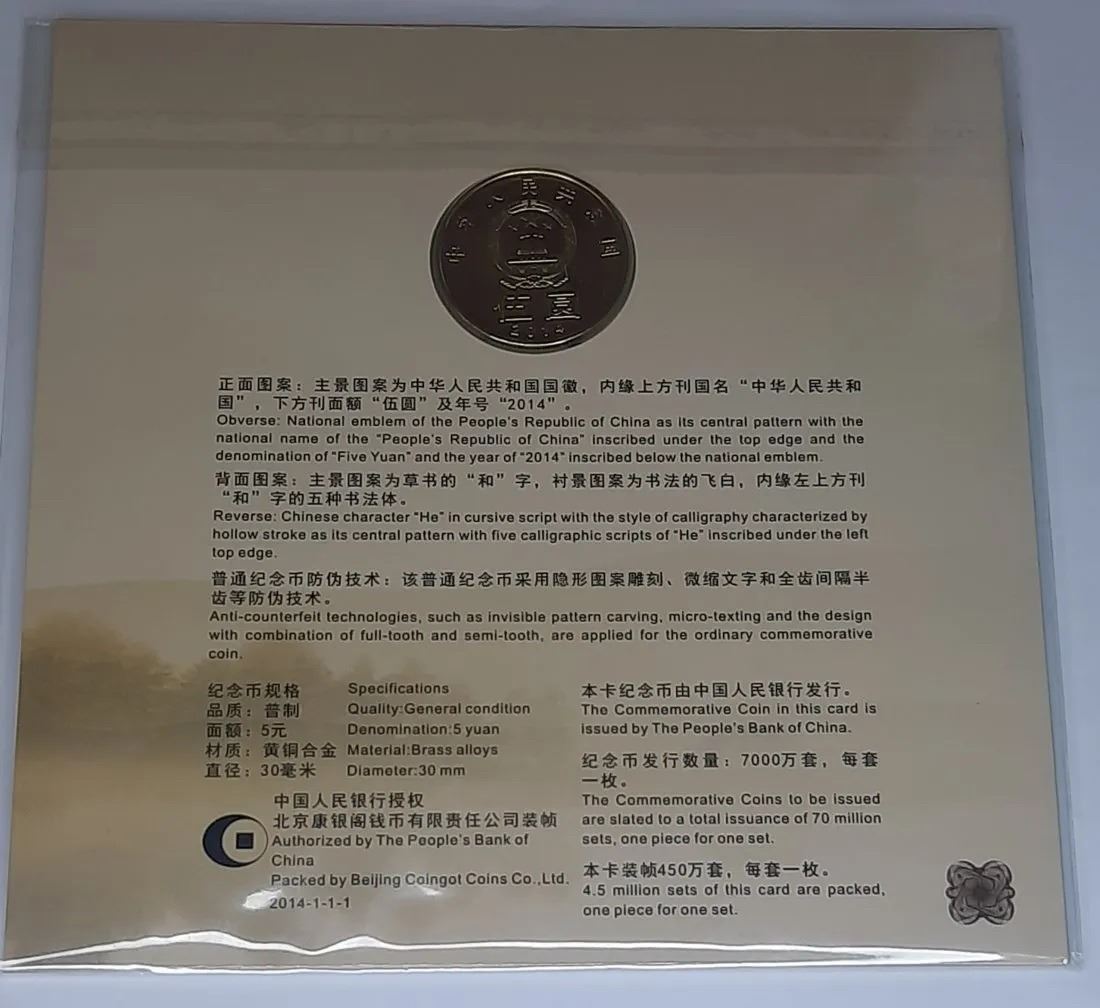 中华人民共和国
伍圆
2014
正面图案：主景图案为中华人民共和国国徽，内缘上方刊国名“中华人民共和
国”，下方刊面额“伍圆”及年号“2014”。
Obverse: National emblem of the People's Republic of China as its central pattern with the
national name of the "People's Republic of China" inscribed under the top edge and the
denomination of "Five Yuan" and the year of "2014" inscribed below the national emblem.
背面图案：主景图案为草书的“和”字，衬景图案为书法的飞白，内缘左上方刊
“和”字的五种书法体。
Reverse: Chinese character "He" in cursive script with the style of calligraphy characterized by
hollow stroke as its central pattern with five calligraphic scripts of "He" inscribed under the left
top edge.
普通纪念币防伪技术：该普通纪念币采用隐形图案雕刻、微缩文字和全齿间隔半
齿等防伪技术。
Anti-counterfeit technologies, such as invisible pattern carving, micro-texting and the design
with combination of full-tooth and semi-tooth, are applied for the ordinary commemorative
coin.
纪念币规格 Specifications
品质：普制 Quality:General condition
面额：5元 Denomination:5 yuan
材质：黄铜合金 Material:Brass alloys
直径：30毫米 Diameter:30 mm
中国人民银行授权
北京康银阁钱币有限责任公司装帧
Authorized by The People's Bank of
China
Packed by Beijing Coingot Coins Co.,Ltd.
2014-1-1-1
本卡纪念币由中国人民银行发行。
The Commemorative Coin in this card is
issued by The People's Bank of China.
纪念币发行数量：7000万套，每套
一枚。
The Commemorative Coins to be issued
are slated to a total issuance of 70 million
sets, one piece for one set.
本卡装帧450万套，每套一枚。
4.5 million sets of this card are packed,
one piece for one set.